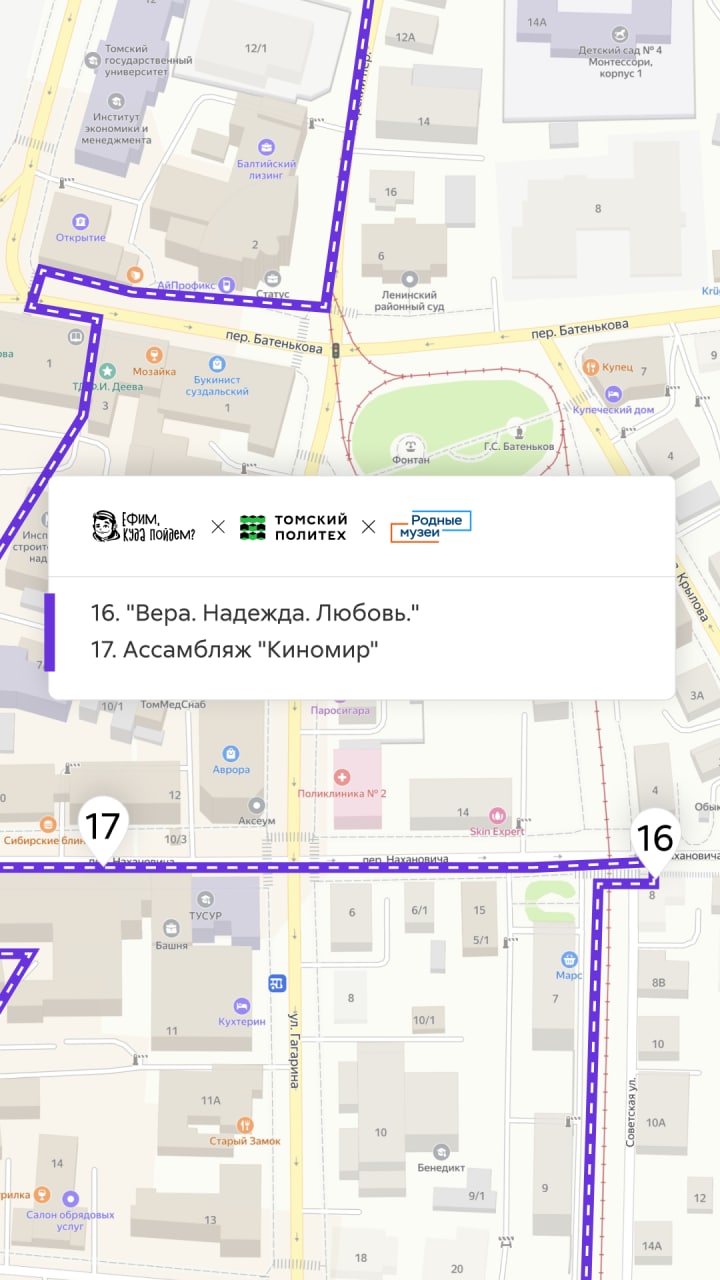 12/1
12А
14А
Томский
государственный
университет
Детский сад № 4
Монтессори,
корпус 1
Институт
экономики и
менеджмента
14
Балтийский
лизинг
16
8
Открытие
2
6
АйПрофикс
Статус
Ленинский
районный суд
пер. Батенькова
пер. Батенькова
1
Мозайка
Купец
7
9
Букинист
суздальский
Купеческий дом
3
1
Фонтан
Г.С. Батеньков
4
Ефим,
куда пойдем?
×
ТОМСКИЙ
ПОЛИТЕХ
×
Родные
музеи
Крылова
16. "Вера. Надежда. Любовь."
17. Ассамбляж "Киномир"
10/1
ТомМедСнаб
Паросигара
3А
Аврора
Поликлиника № 2
12
14
4
Аксеум
Skin Expert
17
16
Сибирские блин
10/3
пер. Нахановича
8
ТУСУР
Башня
6
6/1
15
5/1
Марс
8В
7
8
Кухтерин
11
10/1
10
ул. Гагарина
11А
Старый Замок
10
Советская ул.
10А
14
Бенедикт
9
9/1
12
Салон обрядовых
услуг
13
14А
18
20